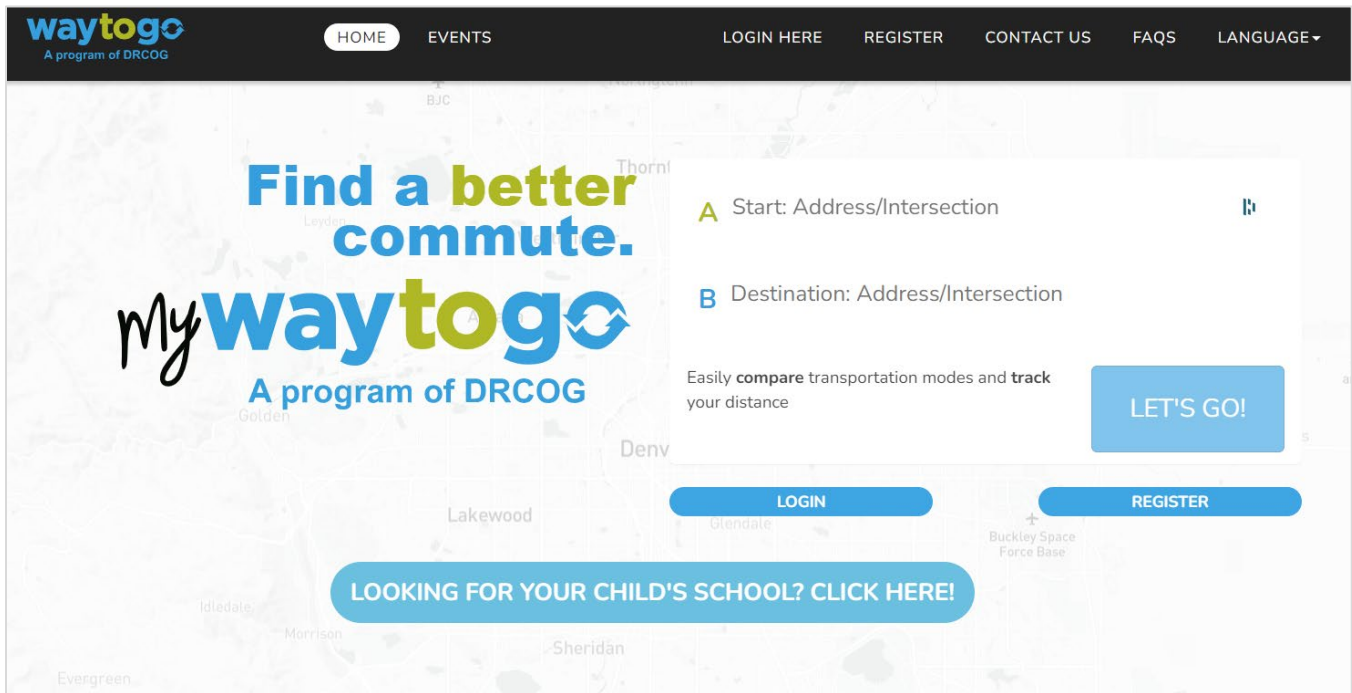 waytogo
A program of DRCOG
HOME EVENTS LOGIN HERE REGISTER CONTACT US FAQS LANGUAGE
BJC
Find a better
commute.
my waytogo
A program of DRCOG
Leyden
Golden
A Start: Address/Intersection
B Destination: Address/Intersection
Easily compare transportation modes and track
your distance
LET'S GO!
LOGIN REGISTER
Lakewood
Glendale
Buckley Space
Force Base
LOOKING FOR YOUR CHILD'S SCHOOL? CLICK HERE!
Idledale
Morrison
Sheridan
Evergreen